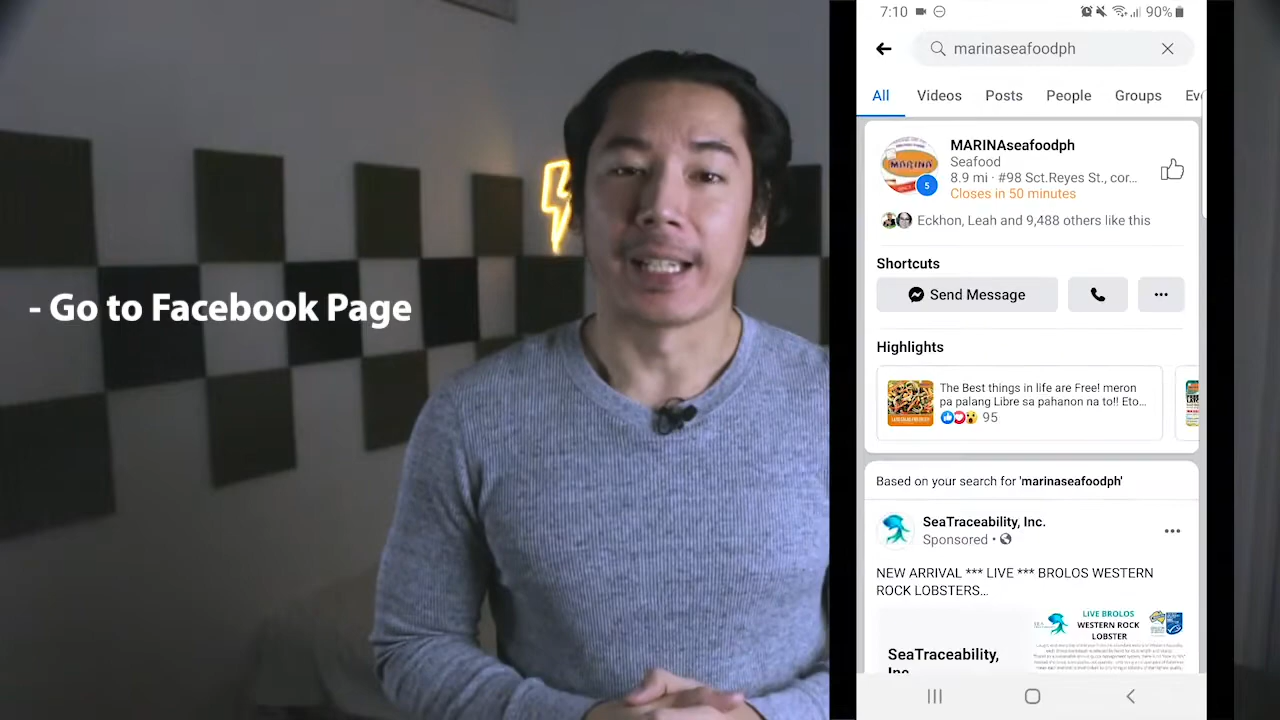 - Go to Facebook Page
7:10
90%
marinaseafoodph
All Videos Posts People Groups Ev
MARINA
5
MARINAseafoodph
Seafood
8.9 mi · #98 Sct.Reyes St., cor...
Closes in 50 minutes
Eckhon, Leah and 9,488 others like this
Shortcuts
Send Message
Highlights
The Best things in life are Free! meron
pa palang Libre sa pahanon na to!! Eto...
95
Based on your search for 'marinaseafoodph'
SeaTraceability, Inc.
Sponsored
NEW ARRIVAL *** LIVE *** BROLOS WESTERN
ROCK LOBSTERS...
LIVE BROLOS
WESTERN ROCK
LOBSTER
SeaTraceability,
Inc